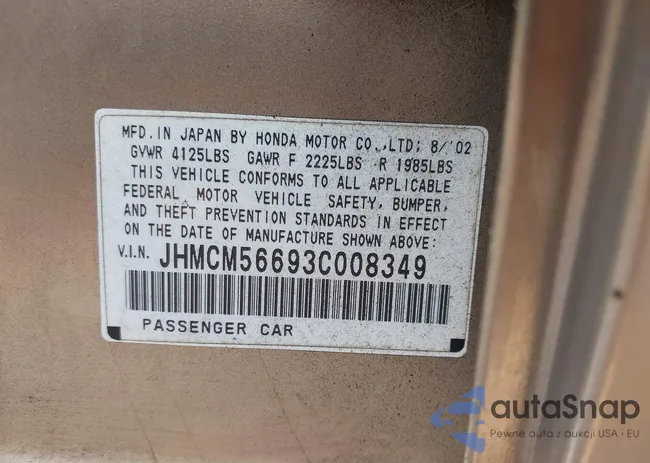 MFD. IN JAPAN BY HONDA MOTOR CO., LTD; 8/'02
GVWR 4125LBS GAWR F 2225LBS R 1985LBS
THIS VEHICLE CONFORMS TO ALL APPLICABLE
FEDERAL MOTOR VEHICLE SAFETY, BUMPER,
AND THEFT PREVENTION STANDARDS IN EFFECT
ON THE DATE OF MANUFACTURE SHOWN ABOVE:
V.I.N. JHMCM56693C008349
PASSENGER CAR
autaSnap
Pewne auta z aukcji USA i EU